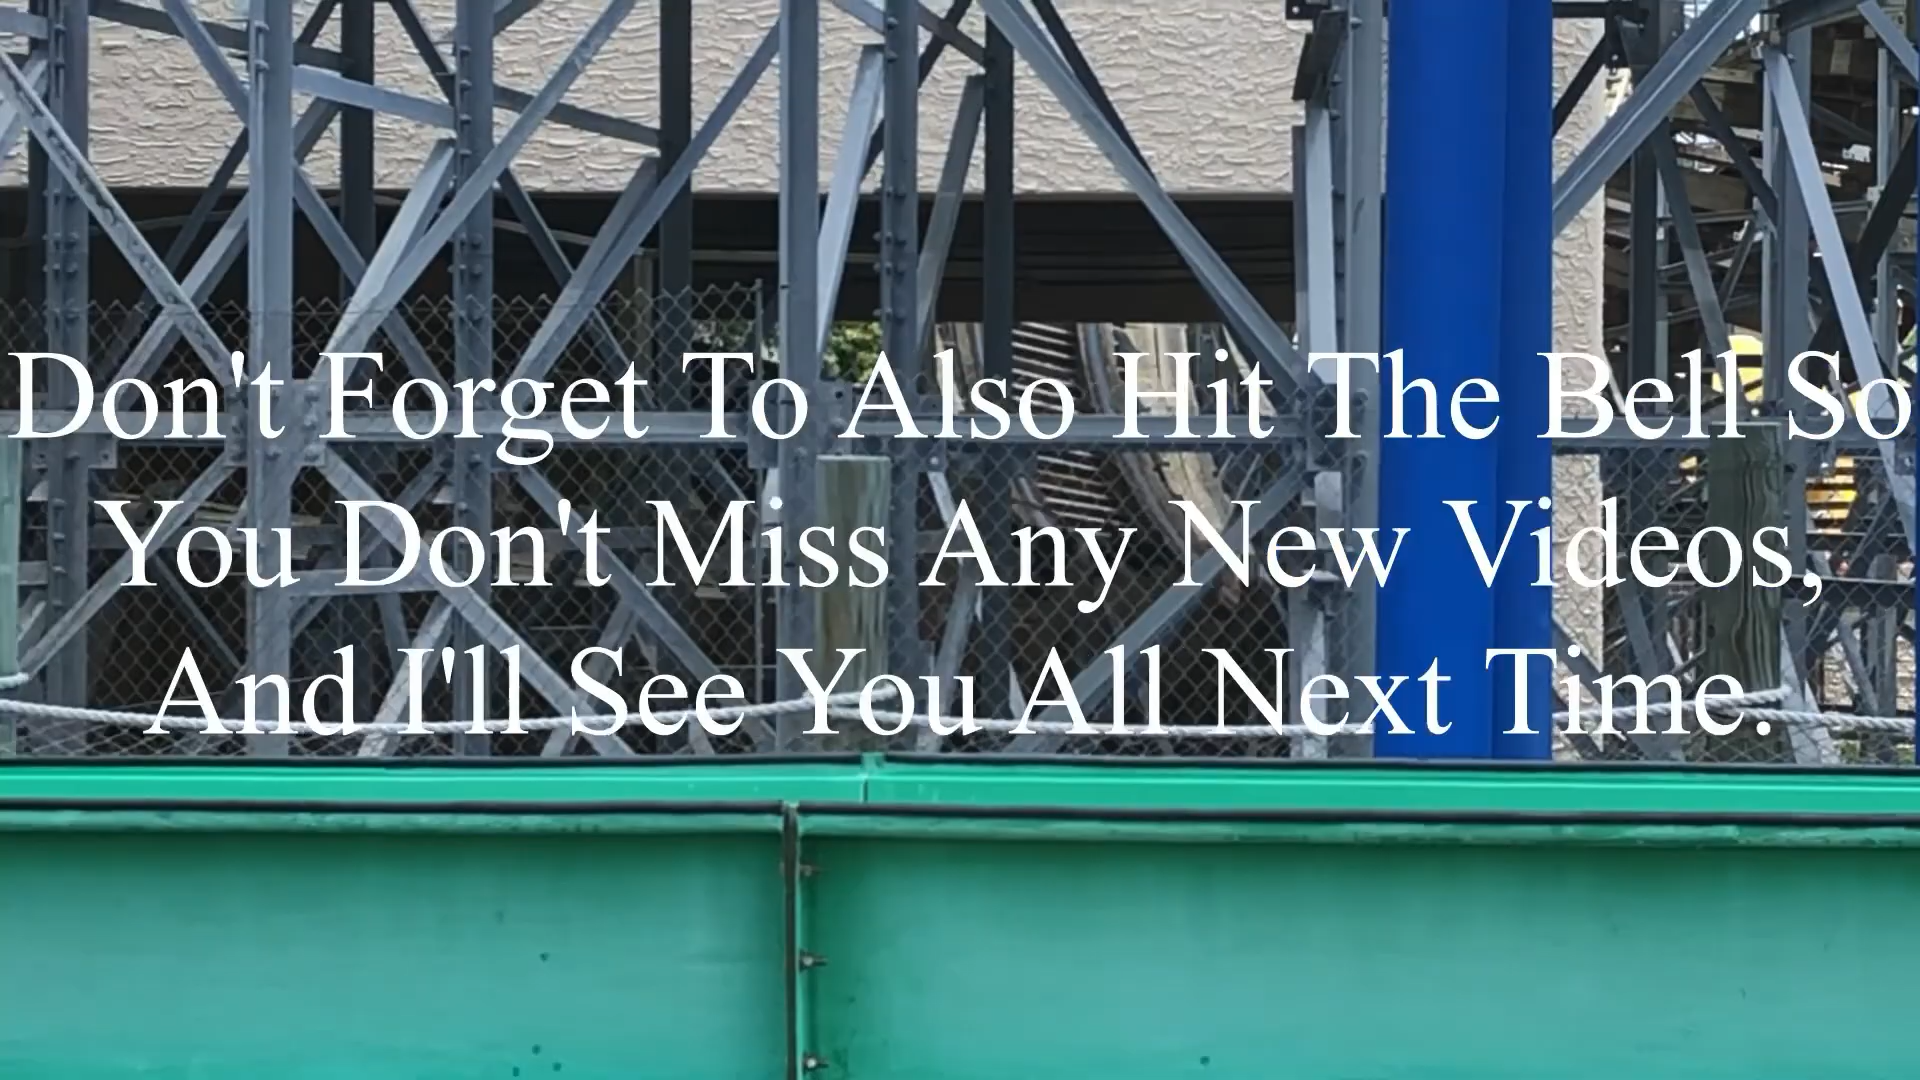 Don't Forget To Also Hit The Bell So
You Don't Miss Any New Videos,
And I'll See You All Next Time.